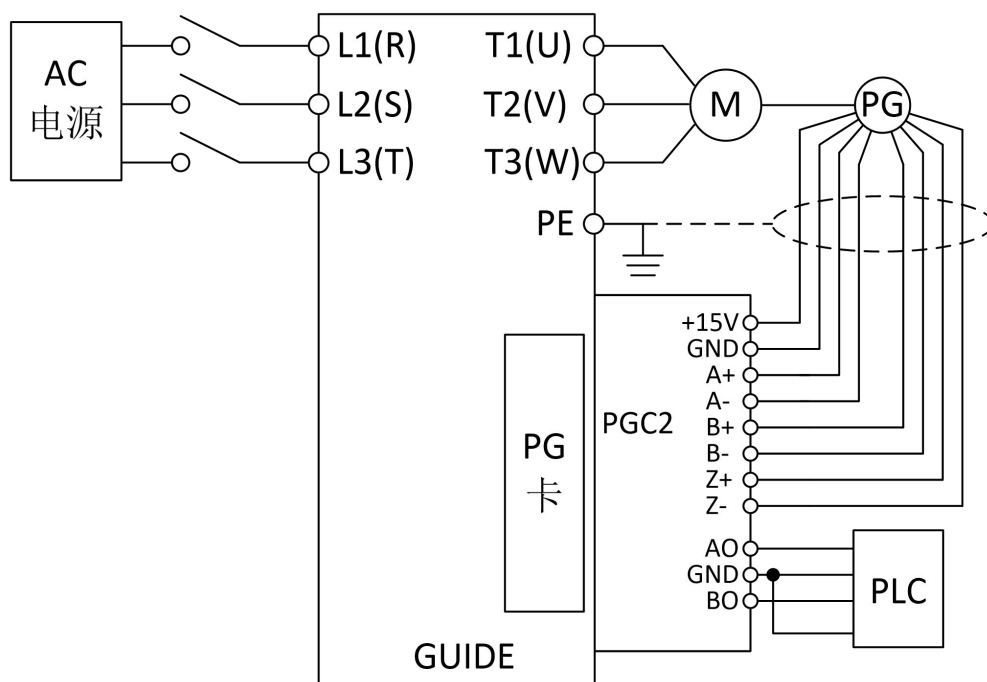 AC
电源
L1(R)
L2(S)
L3(T)
T1(U)
T2(V)
T3(W)
PE
M
PG
PG
卡
PGC2
+15V
GND
A+
A-
B+
B-
Z+
Z-
AO
GND
BO
PLC
GUIDE